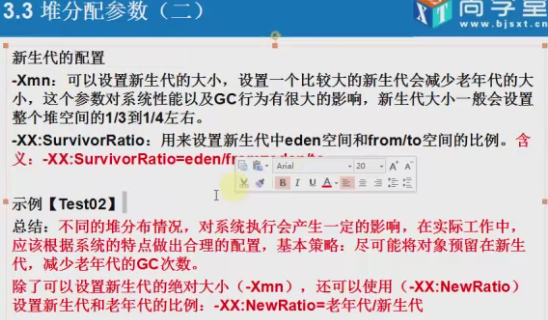 3.3 堆分配参数（二）
尚学堂
www.bjsxt.cn
新生代的配置
-Xmn：可以设置新生代的大小，设置一个比较大的新生代会减少老年代的大
小，这个参数对系统性能以及GC行为有很大的影响，新生代大小一般会设置
整个堆空间的1/3到1/4左右。
-XX:SurvivorRatio：用来设置新生代中eden空间和from/to空间的比例。含
义：-XX:SurvivorRatio=eden/from=eden/to
Arial 20 A A
B I U A
示例【Test02】
总结：不同的堆分布情况，对系统执行会产生一定的影响，在实际工作中，
应该根据系统的特点做出合理的配置，基本策略：尽可能将对象预留在新生
代，减少老年代的GC次数。
除了可以设置新生代的绝对大小（-Xmn），还可以使用（-XX:NewRatio）
设置新生代和老年代的比例：-XX:NewRatio=老年代/新生代